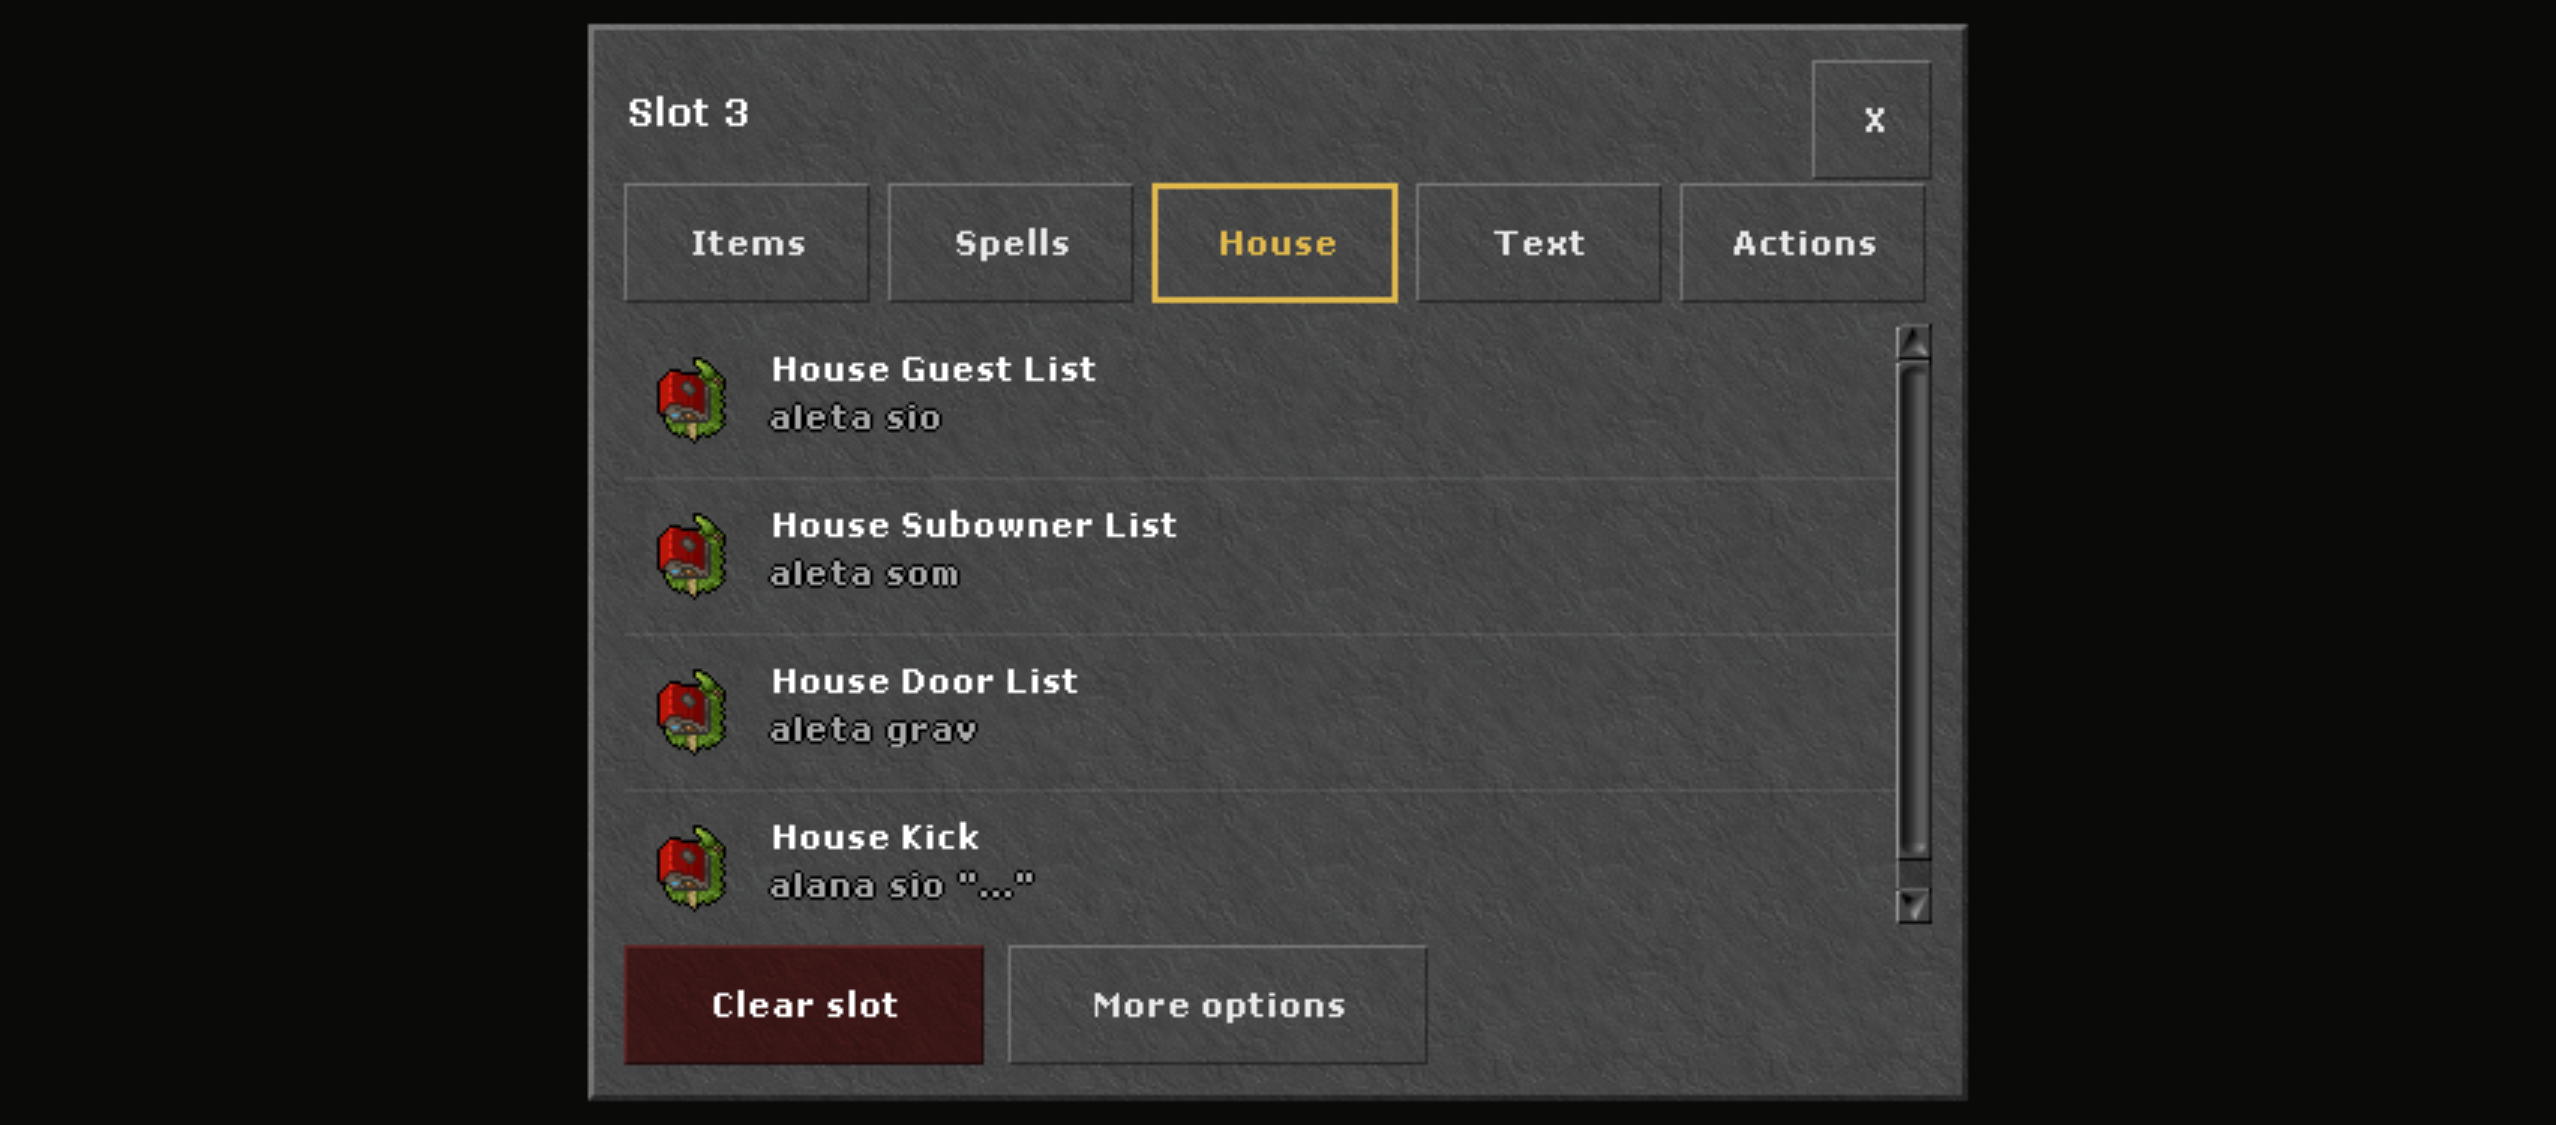 Slot 3
x
Items
Spells
House
Text
Actions
House Guest List
aleta sio
House Subowner List
aleta som
House Door List
aleta grav
House Kick
alana sio "..."
Clear slot
More options